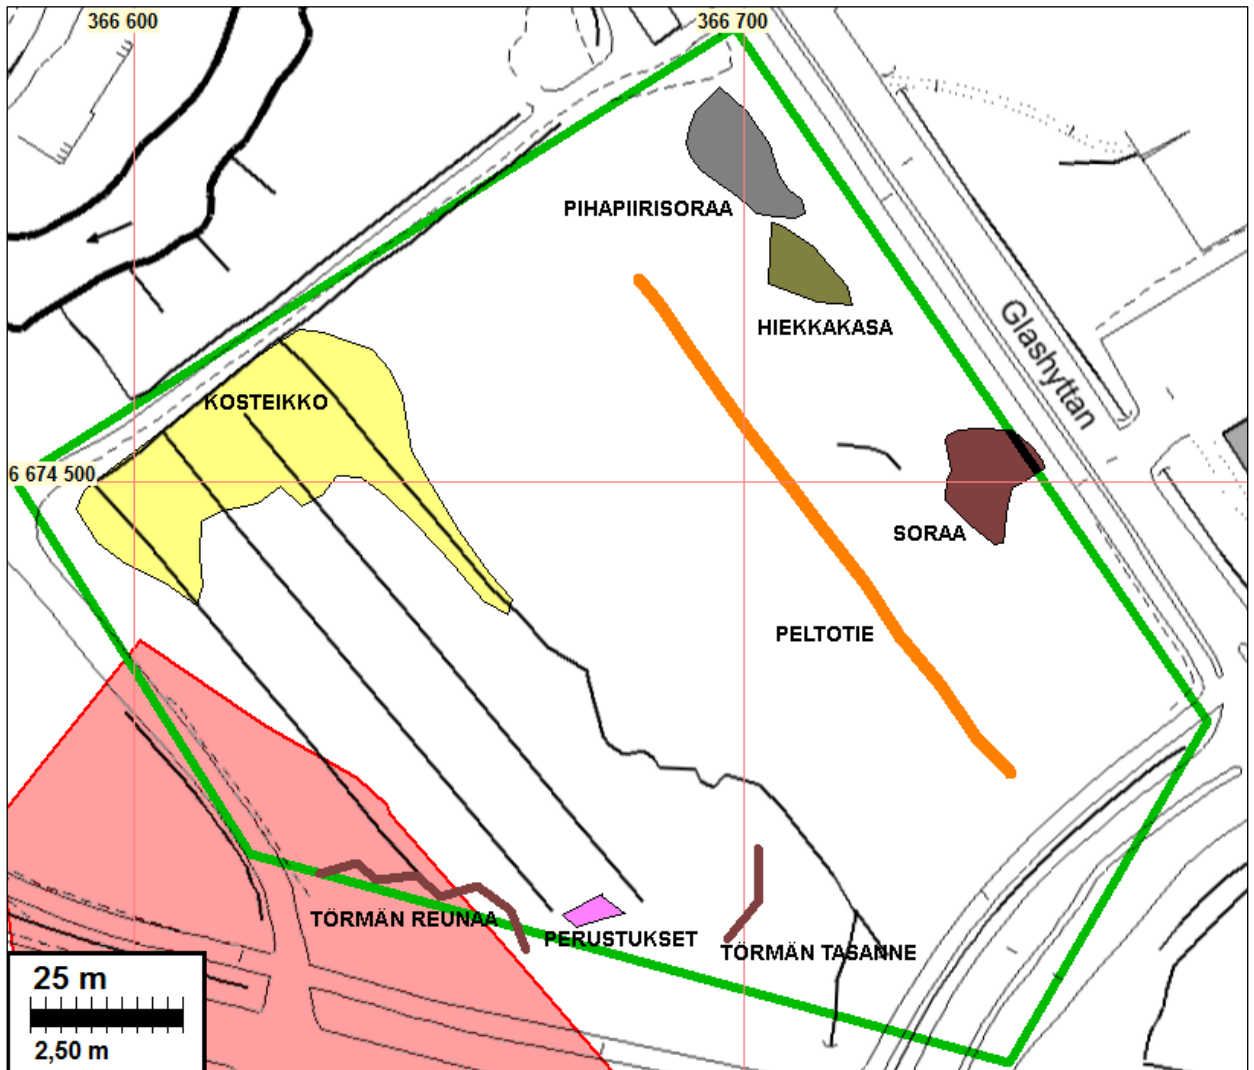 366 600
366 700
PIHAPIIRISORAA
HIEKKAKASA
Glashyttan
KOSTEIKKO
6 674 500
SORAA
PELTOTIE
TÖRMÄN REUNAA
PERUSTUKSET
TÖRMÄN TASANNE
25 m
2,50 m